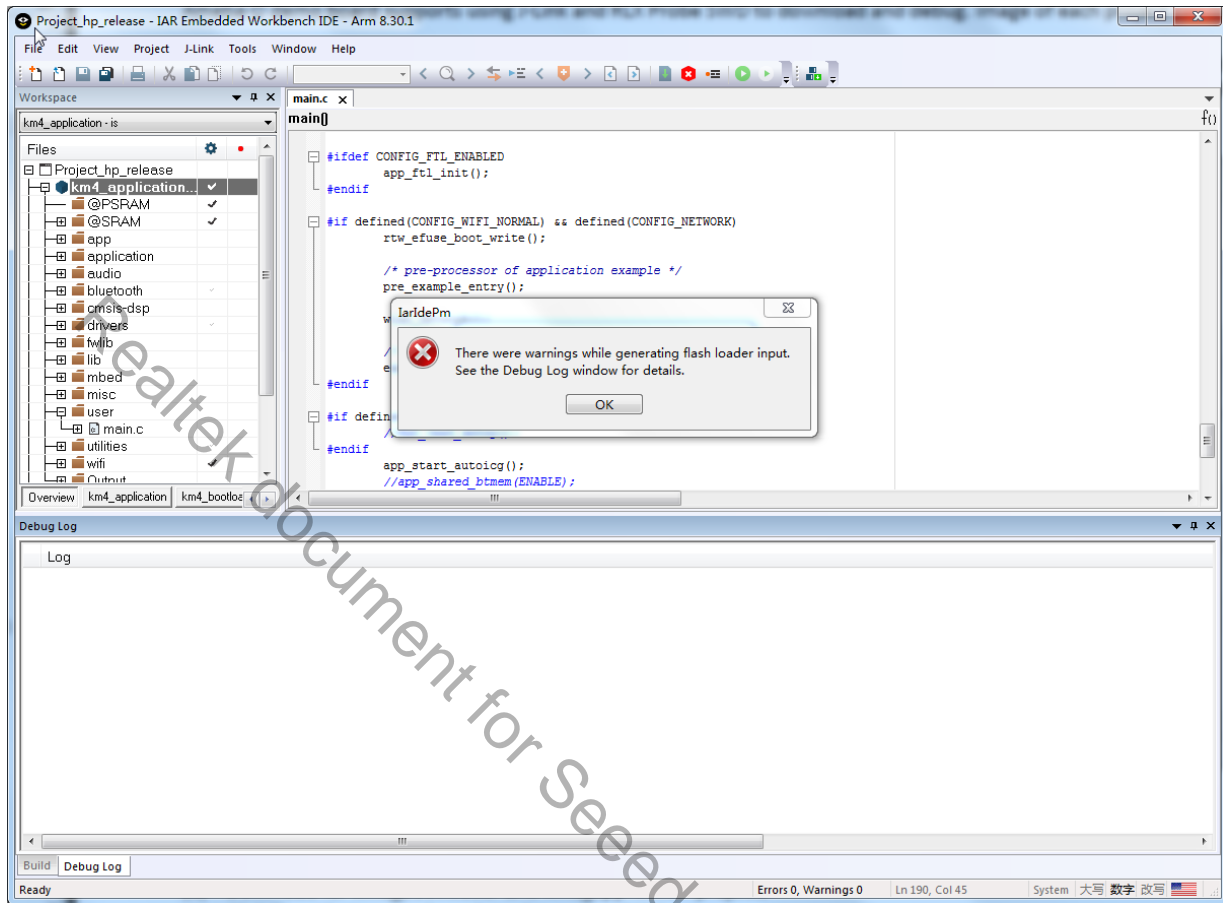 Project_hp_release - IAR Embedded Workbench IDE - Arm 8.30.1
File Edit View Project J-Link Tools Window Help
Workspace
km4_application - is
Files
Project_hp_release
km4_application...
@PSRAM
@SRAM
app
application
audio
bluetooth
cmsis-dsp
drivers
fwlib
lib
mbed
misc
user
main.c
utilities
wifi
Output
Overview km4_application km4_bootloa
main.c
main()
f()
#ifdef CONFIG_FTL_ENABLED
app_ftl_init();
#endif
#if defined(CONFIG_WIFI_NORMAL) && defined(CONFIG_NETWORK)
rtw_efuse_boot_write();
/* pre-processor of application example */
pre_example_entry();
#endif
#if defin
#endif
app_start_autoicg();
//app_shared_btmem(ENABLE);
IarIdePm
There were warnings while generating flash loader input.
See the Debug Log window for details.
OK
Debug Log
Log
Build Debug Log
Ready Errors 0, Warnings 0 Ln 190, Col 45 System 大写 数字 改写
Realtek document for Seeed